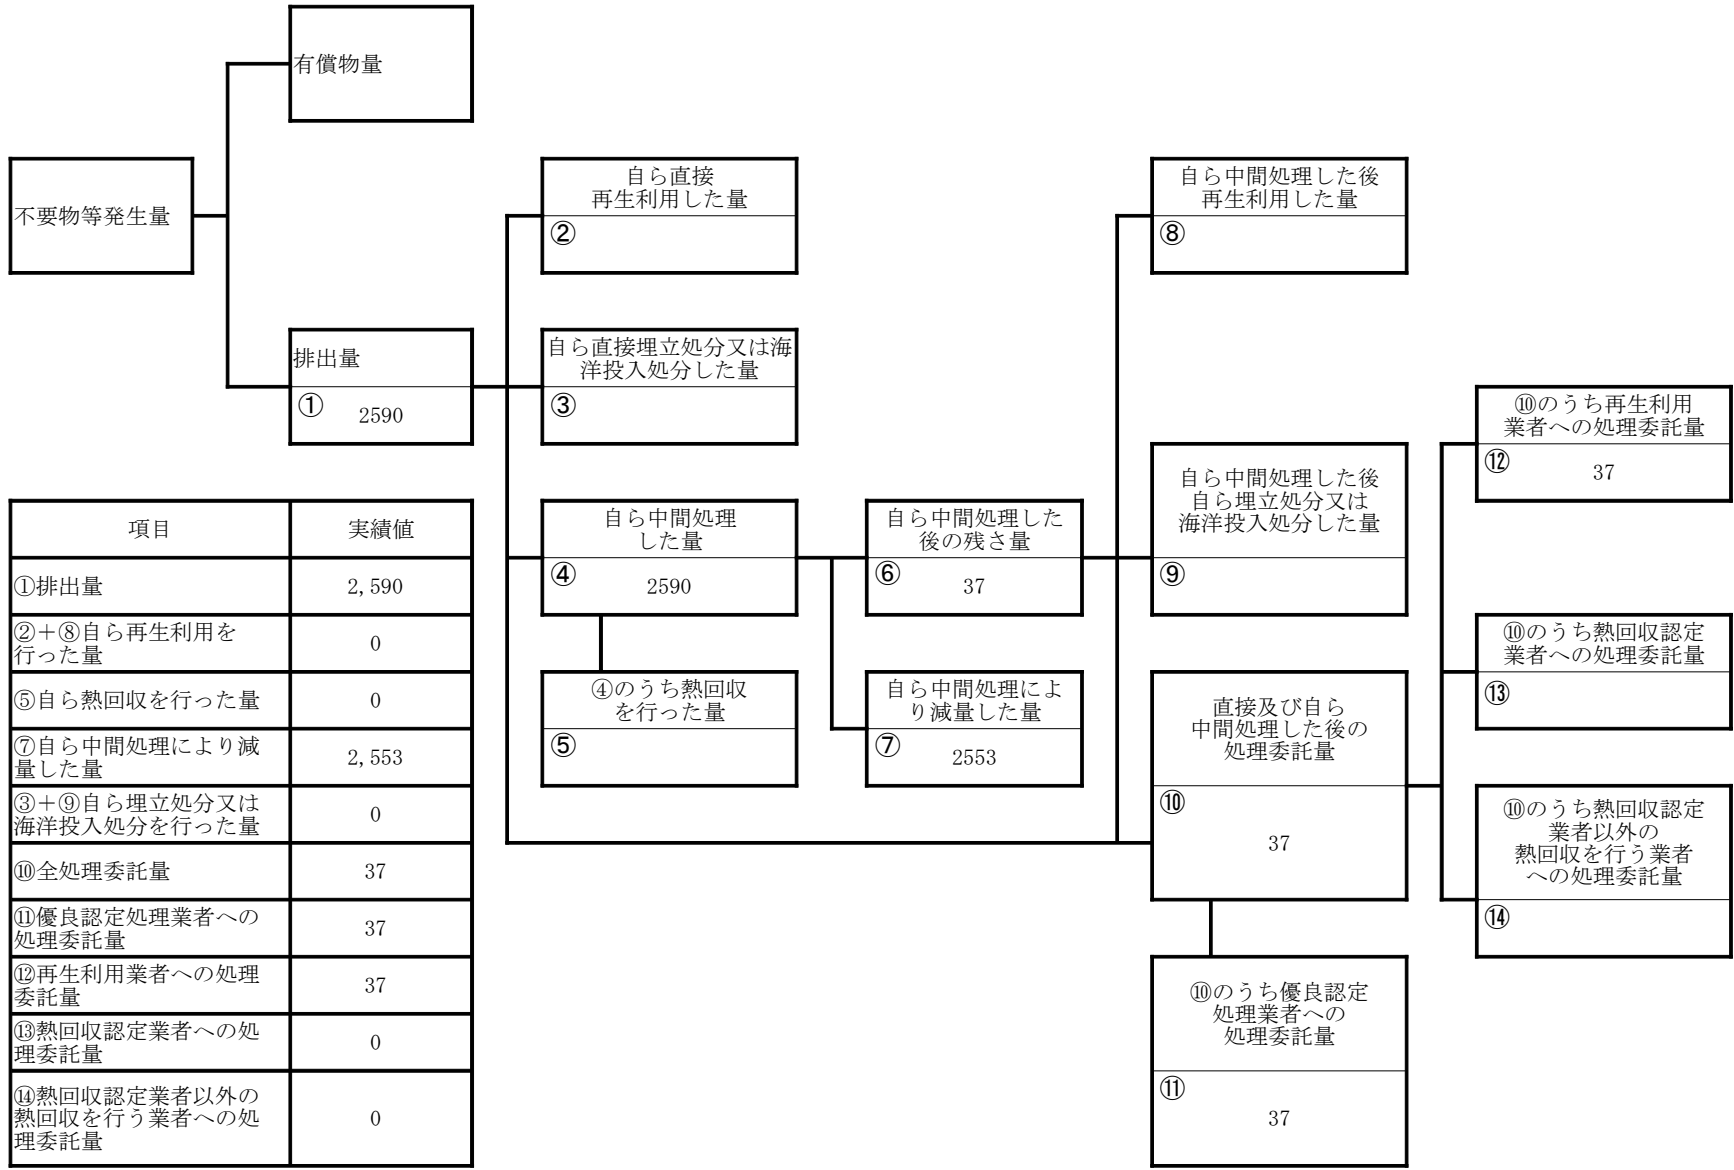 有償物量
不要物等発生量
自ら直接
再生利用した量
②
自ら中間処理した後
再生利用した量
⑧
排出量
① 2590
自ら直接埋立処分又は海
洋投入処分した量
③
⑩のうち再生利用
業者への処理委託量
⑫ 37
自ら中間処理
した量
④ 2590
自ら中間処理した
後の残さ量
⑥ 37
自ら中間処理した後
自ら埋立処分又は
海洋投入処分した量
⑨
④のうち熱回収
を行った量
⑤
自ら中間処理によ
り減量した量
⑦ 2553
直接及び自ら
中間処理した後の
処理委託量
⑩
37
⑩のうち熱回収認定
業者への処理委託量
⑬
⑩のうち熱回収認定
業者以外の
熱回収を行う業者
への処理委託量
⑭
⑩のうち優良認定
処理業者への
処理委託量
⑪
37
項目 実績値
①排出量 2,590
②+⑧自ら再生利用を
行った量 0
⑤自ら熱回収を行った量 0
⑦自ら中間処理により減
量した量 2,553
③+⑨自ら埋立処分又は
海洋投入処分を行った量 0
⑩全処理委託量 37
⑪優良認定処理業者への
処理委託量 37
⑫再生利用業者への処理
委託量 37
⑬熱回収認定業者への処
理委託量 0
⑭熱回収認定業者以外の
熱回収を行う業者への処
理委託量 0